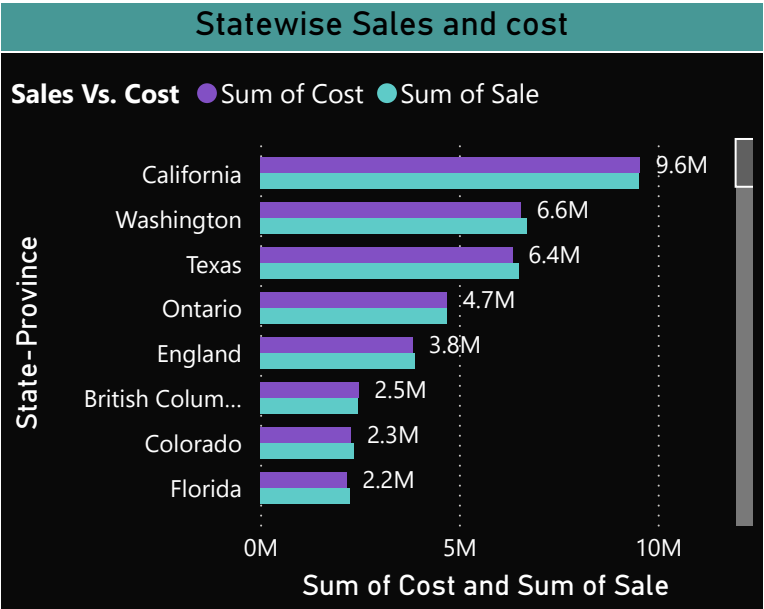 Statewise Sales and cost
Sales Vs. Cost Sum of Cost Sum of Sale
State-Province
California 9.6M
Washington 6.6M
Texas 6.4M
Ontario 4.7M
England 3.8M
British Colum... 2.5M
Colorado 2.3M
Florida 2.2M
0M 5M 10M
Sum of Cost and Sum of Sale